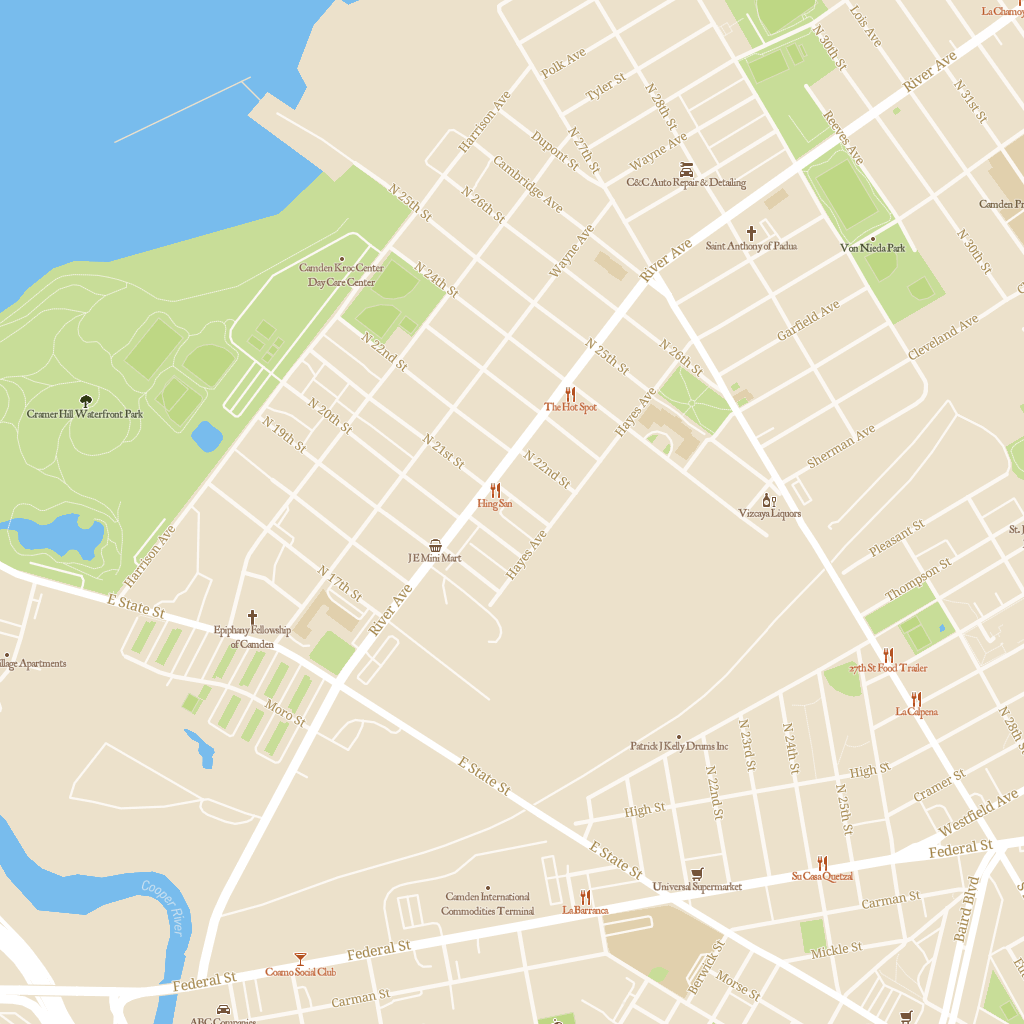 La Chamoy
Lois Ave
N 30th St
River Ave
Polk Ave
Tyler St
N 28th St
N 31st St
Harrison Ave
Dupont St
N 27th St
Wayne Ave
Reeves Ave
Cambridge Ave
C&C Auto Repair & Detailing
N 25th St
N 26th St
Camden Pr
Wayne Ave
River Ave
Saint Anthony of Padua
Von Nieda Park
N 30th St
Camden Kroc Center
Day Care Center
N 24th St
Garfield Ave
Cleveland Ave
N 22nd St
N 25th St
N 26th St
The Hot Spot
Hayes Ave
Cramer Hill Waterfront Park
N 20th St
N 19th St
N 21st St
N 22nd St
Sherman Ave
Hing San
Vizcaya Liquors
J E Mini Mart
Hayes Ave
Pleasant St
St. J
Harrison Ave
N 17th St
Thompson St
E State St
River Ave
Epiphany Fellowship
of Camden
illage Apartments
27th St Food Trailer
La Calpena
Moro St
N 28th St
Patrick J Kelly Drums Inc
N 23rd St
N 24th St
E State St
High St
N 22nd St
High St
N 25th St
Cramer St
Westfield Ave
Federal St
E State St
Su Casa Quetzal
Universal Supermarket
Cooper River
Camden International
Commodities Terminal
La Barranca
Carman St
Baird Blvd
Federal St
Mickle St
Cosmo Social Club
Federal St
Berwick St
Morse St
Carman St
ABC Companies